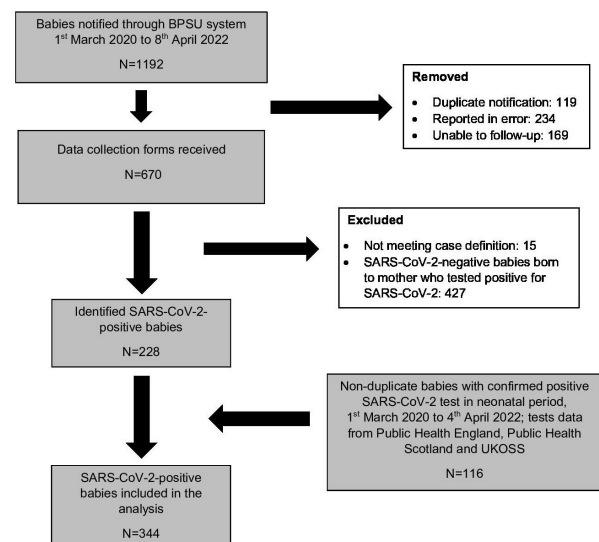 Babies notified through BPSU system
1st March 2020 to 8th April 2022
N=1192
Removed
• Duplicate notification: 119
• Reported in error: 234
• Unable to follow-up: 169
Data collection forms received
N=670
Excluded
• Not meeting case definition: 15
• SARS-CoV-2-negative babies born
to mother who tested positive for
SARS-CoV-2: 427
Identified SARS-CoV-2-
positive babies
N=228
Non-duplicate babies with confirmed positive
SARS-CoV-2 test in neonatal period,
1st March 2020 to 4th April 2022; tests data
from Public Health England, Public Health
Scotland and UKOSS
N=116
SARS-CoV-2-positive
babies included in the
analysis
N=344